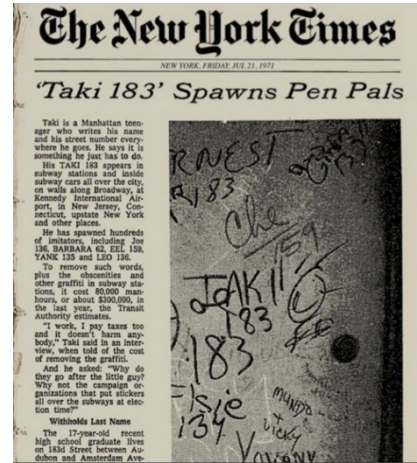 The New York Times
NEW YORK, FRIDAY, JUL 21, 1971
'Taki 183' Spawns Pen Pals
Taki is a Manhattan teen-
ager who writes his name
and his street number every-
where he goes. He says it is
something he just has to do.
His TAKI 183 appears in
subway stations and inside
subway cars all over the city,
on walls along Broadway, at
Kennedy International Air-
port, in New Jersey, Con-
necticut, upstate New York
and other places.
He has spawned hundreds
of imitators, including Joe
136, BARBARA 62, EEL 159,
YANK 135 and LEO 136.
To remove such words,
plus the obscenities and
other graffiti in subway sta-
tions, it cost 80,000 man-
hours, or about $300,000, in
the last year, the Transit
Authority estimates.
"I work, I pay taxes too
and it doesn't harm any-
body," Taki said in an inter-
view, when told of the cost
of removing the graffiti.
And he asked: "Why do
they go after the little guy?
Why not the campaign or-
ganizations that put stickers
all over the subways at elec-
tion time?"
Withholds Last Name
The 17-year-old recent
high school graduate lives
on 183d Street between Au-
dubon and Amsterdam Ave-
RNEST
183
Che
159
TAKI
183
183
Elsie
134
MUNDO
+
VICKY